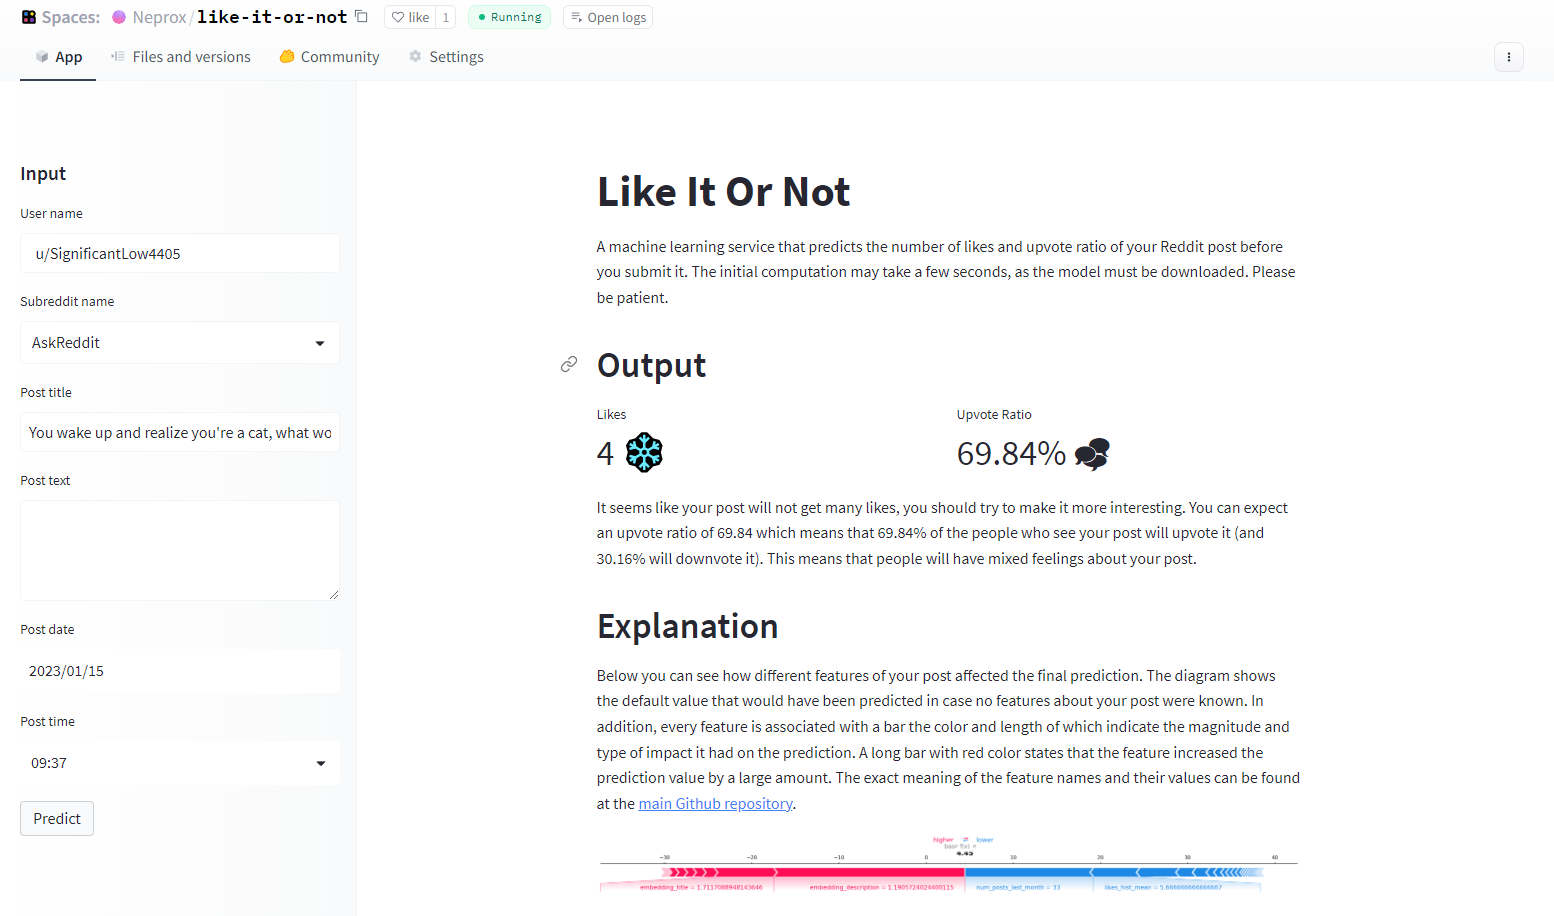 Spaces: Neprox/like-it-or-not like 1 Running Open logs
App Files and versions Community Settings
Input
User name
u/SignificantLow4405
Subreddit name
AskReddit
Post title
You wake up and realize you're a cat, what wo
Post text
Post date
2023/01/15
Post time
09:37
Predict
Like It Or Not
A machine learning service that predicts the number of likes and upvote ratio of your Reddit post before
you submit it. The initial computation may take a few seconds, as the model must be downloaded. Please
be patient.
Output
Likes Upvote Ratio
4 69.84%
It seems like your post will not get many likes, you should try to make it more interesting. You can expect
an upvote ratio of 69.84 which means that 69.84% of the people who see your post will upvote it (and
30.16% will downvote it). This means that people will have mixed feelings about your post.
Explanation
Below you can see how different features of your post affected the final prediction. The diagram shows
the default value that would have been predicted in case no features about your post were known. In
addition, every feature is associated with a bar the color and length of which indicate the magnitude and
type of impact it had on the prediction. A long bar with red color states that the feature increased the
prediction value by a large amount. The exact meaning of the feature names and their values can be found
at the main Github repository.
higher lower
4.45
−30 −20 −10 0 10 20 30 40
embedding_title = 1.7117088948143646 embedding_description = 1.1905724024400115 num_posts_last_month = 33 likes_hist_mean = 5.666666666666667